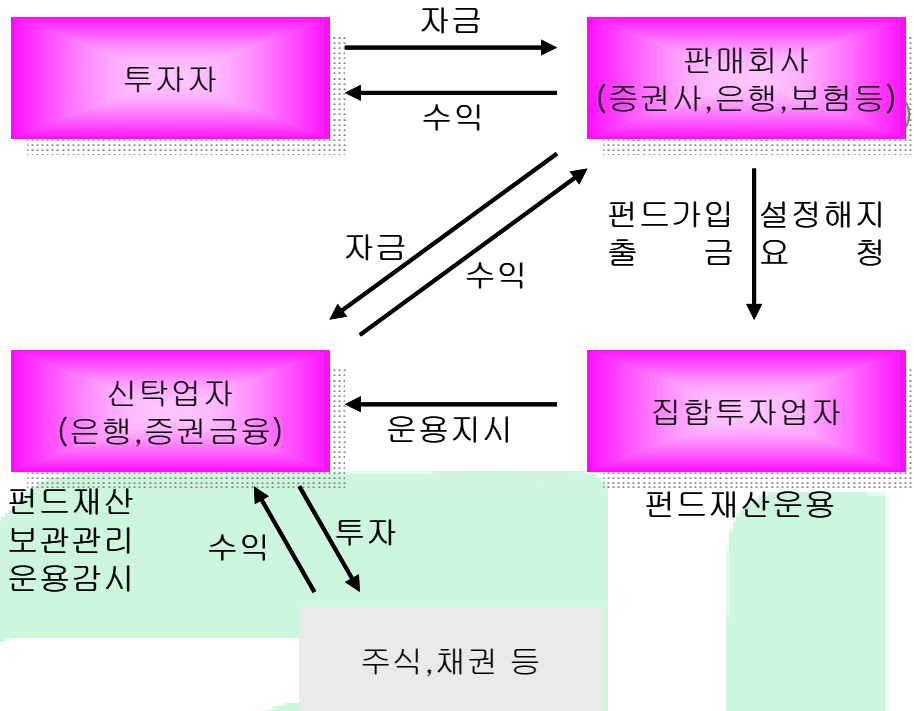 자금
투자자
판매회사
(증권사,은행,보험등)
수익
펀드가입
출 금
설정해지
요 청
자금
수익
신탁업자
(은행,증권금융)
집합투자업자
운용지시
펀드재산
보관관리
운용감시
펀드재산운용
수익
투자
주식,채권 등